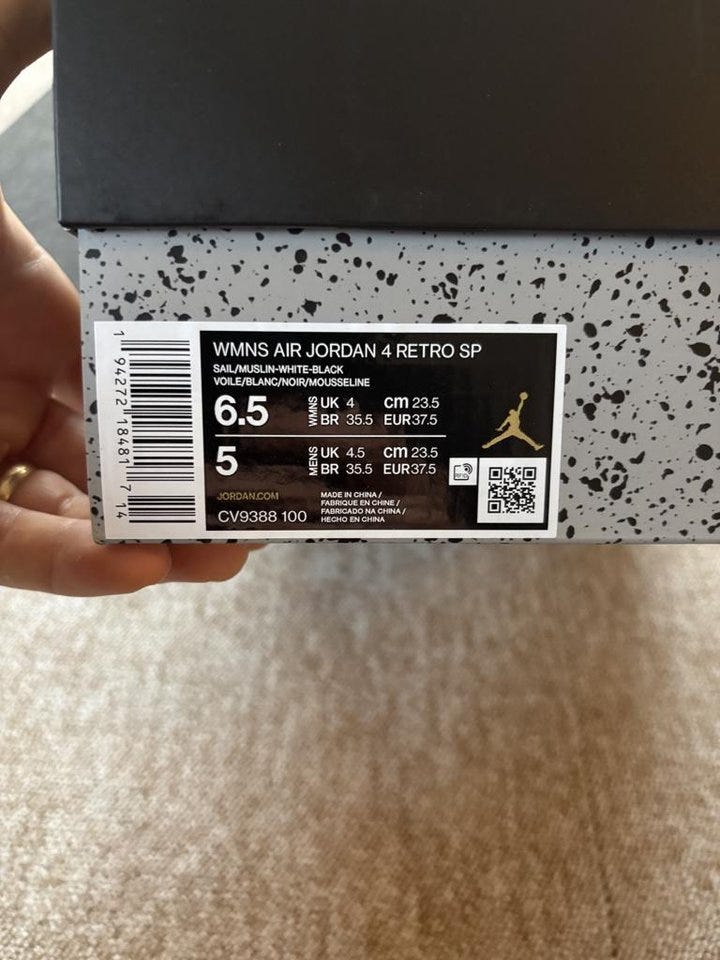 WMNS AIR JORDAN 4 RETRO SP
SAIL/MUSLIN-WHITE-BLACK
VOILE/BLANC/NOIR/MOUSSELINE
6.5 WMNS UK 4 cm 23.5
BR 35.5 EUR 37.5
5 MENS UK 4.5 cm 23.5
BR 35.5 EUR 37.5
RFID
JORDAN.COM
CV9388 100
MADE IN CHINA /
FABRIQUE EN CHINE /
FABRICADO NA CHINA /
HECHO EN CHINA
1 94272 18481 7 14